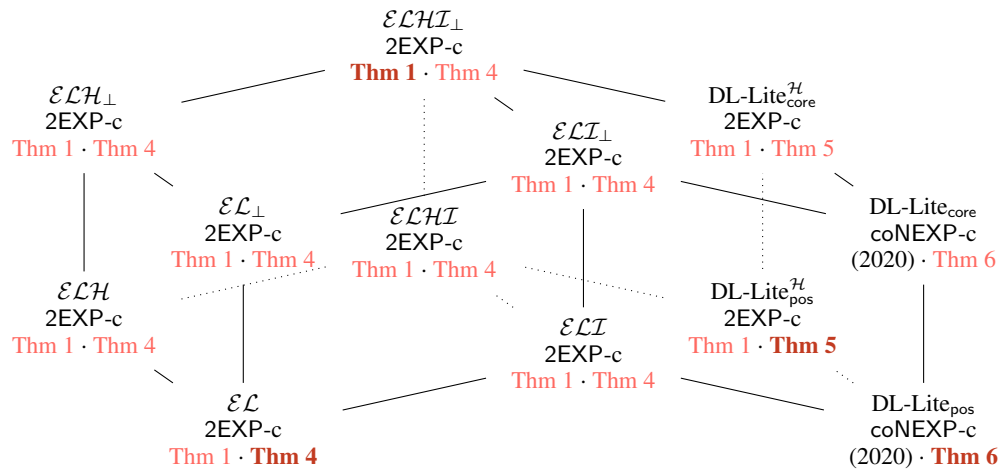 ℰℒℋℐ⊥
2EXP-c
Thm 1 · Thm 4
ℰℒℋ⊥
2EXP-c
Thm 1 · Thm 4
DL-Lite^ℋ_core
2EXP-c
Thm 1 · Thm 5
ℰℒℐ⊥
2EXP-c
Thm 1 · Thm 4
ℰℒ⊥
2EXP-c
Thm 1 · Thm 4
ℰℒℋℐ
2EXP-c
Thm 1 · Thm 4
DL-Lite_core
coNEXP-c
(2020) · Thm 6
ℰℒℋ
2EXP-c
Thm 1 · Thm 4
DL-Lite^ℋ_pos
2EXP-c
Thm 1 · Thm 5
ℰℒℐ
2EXP-c
Thm 1 · Thm 4
ℰℒ
2EXP-c
Thm 1 · Thm 4
DL-Lite_pos
coNEXP-c
(2020) · Thm 6